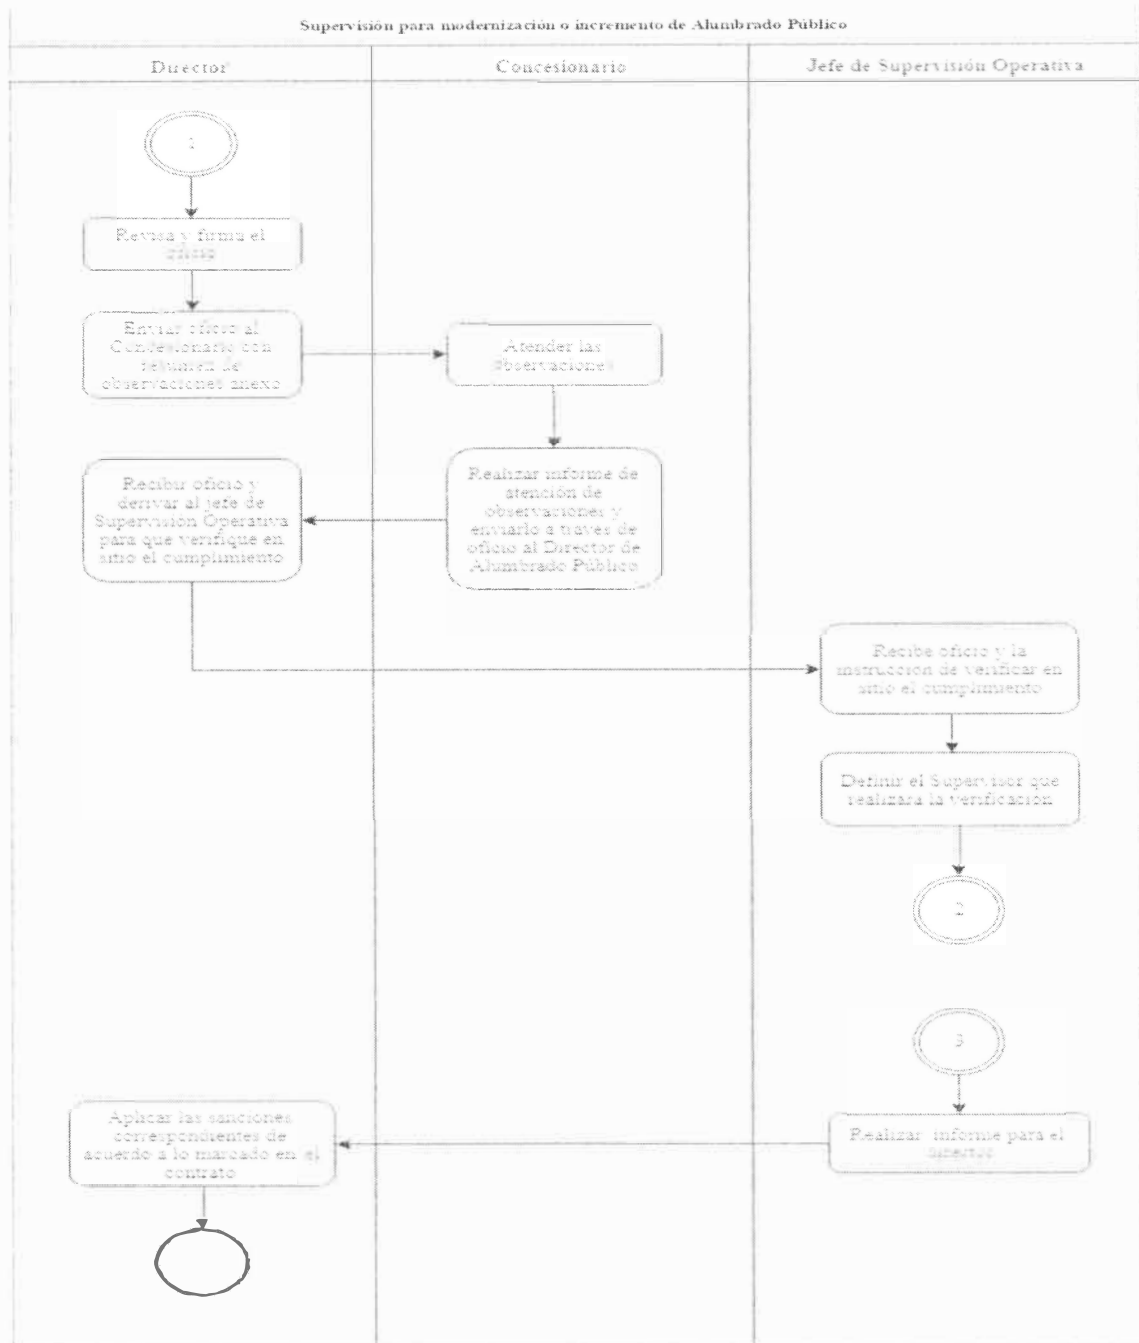 Supervisión para modernización o incremento de Alumbrado Público
Director
Concesionario
Jefe de Supervisión Operativa
1
Revisa y firma el
oficio
Enviar oficio al
Concesionario con
resumen de
observaciones anexo
Atender las
observaciones
Recibir oficio y
derivar al jefe de
Supervisión Operativa
para que verifique en
sitio el cumplimiento
Realizar informe de
atención de
observaciones y
enviarlo a traves de
oficio al Director de
Alumbrado Público
Recibe oficio y la
instrucción de verificar en
sitio el cumplimiento
Definir el Supervisor que
realizara la verificación
2
3
Realizar informe para el
director
Aplicar las sanciones
correspondientes de
acuerdo a lo marcado en el
contrato